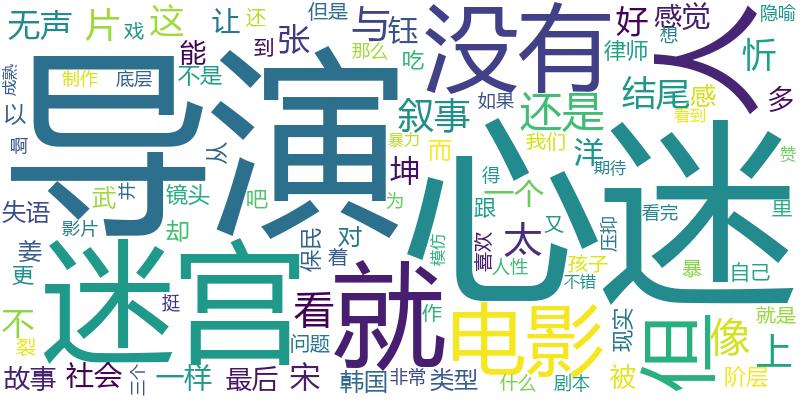 无声 片 戏 这 让 还 但是 与 钰 没有 人 好 感觉 隐喻
能 到 张 那么 吃 律师 想 忻
成熟 制作 底层 不是 导演 叙事 如果 还是 结尾 感 多
以 啊 从 暴力 而 我们 看到
坤 洋 得 一个 期待 赞
失语 武 井 镜头 吧 为 心迷 跟 里
影片 却 保民 着 对 模仿 喜欢 太 又 压抑 看完
姜 更 迷宫 人性 孩子 不错 暴 自己
挺 看 就 作 电影 但 像 就是
不 裂 问题 现实 上
故事 社会 三个 一样 最后 宋 韩国 非常 类型 什么 剧本 被 阶层